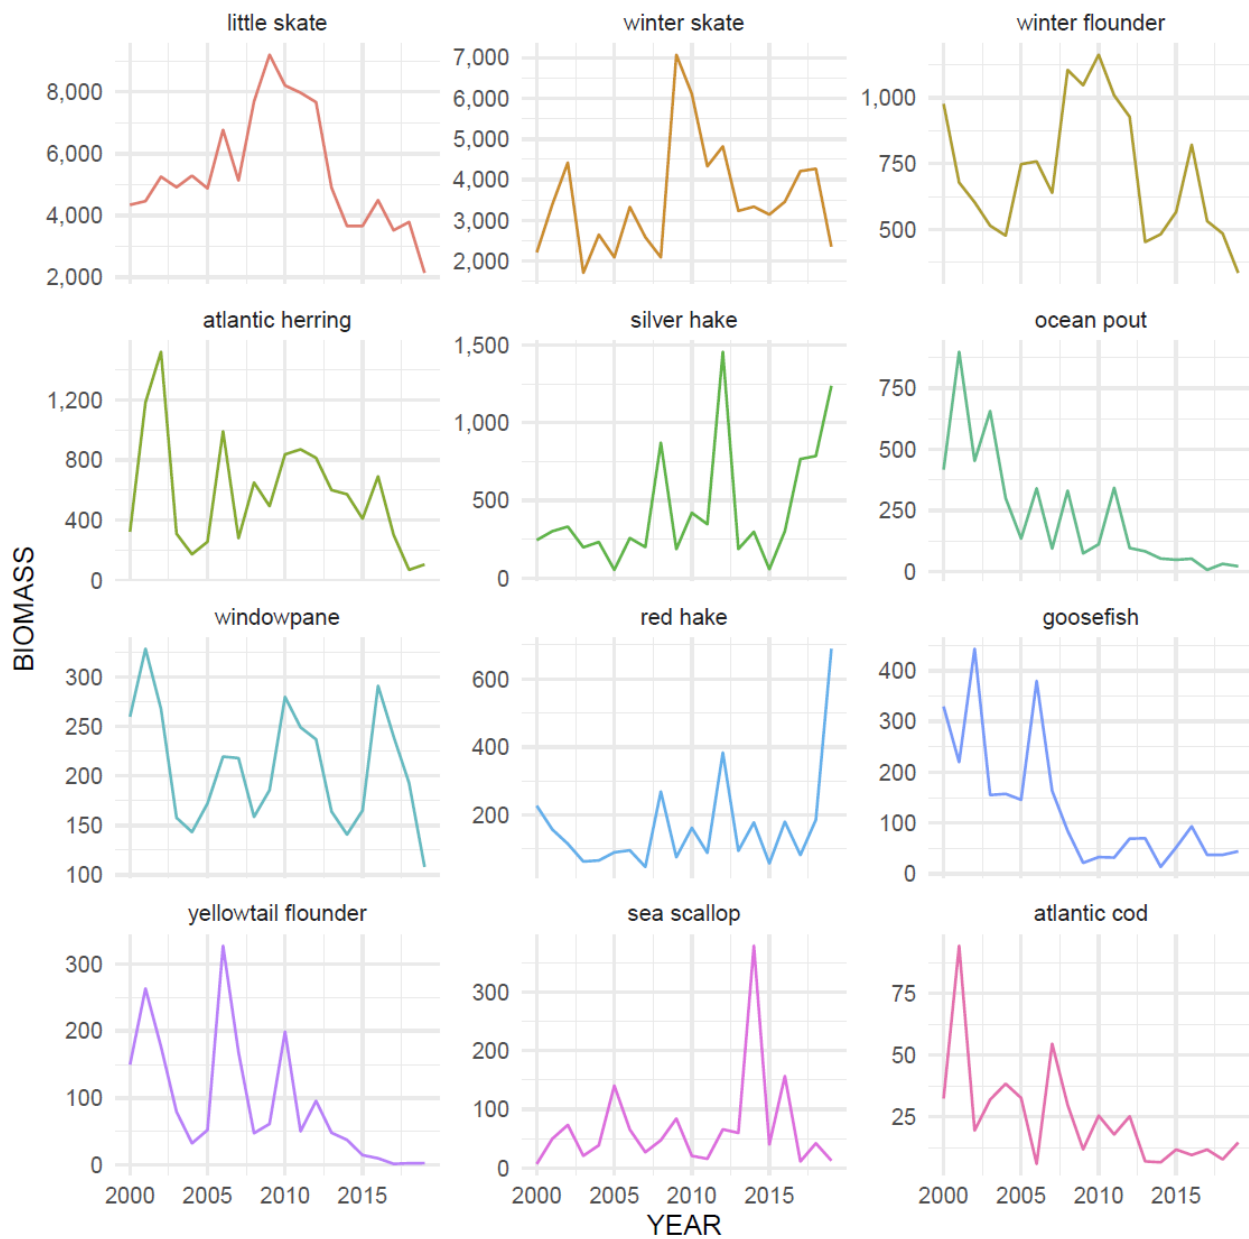 little skate
winter skate
winter flounder
8,000
6,000
4,000
2,000
7,000
6,000
5,000
4,000
3,000
2,000
1,000
750
500
atlantic herring
silver hake
ocean pout
1,200
800
400
0
1,500
1,000
500
0
750
500
250
0
windowpane
red hake
goosefish
300
250
200
150
100
600
400
200
400
300
200
100
0
yellowtail flounder
sea scallop
atlantic cod
300
200
100
0
300
200
100
0
75
50
25
2000 2005 2010 2015
2000 2005 2010 2015
2000 2005 2010 2015
YEAR
BIOMASS